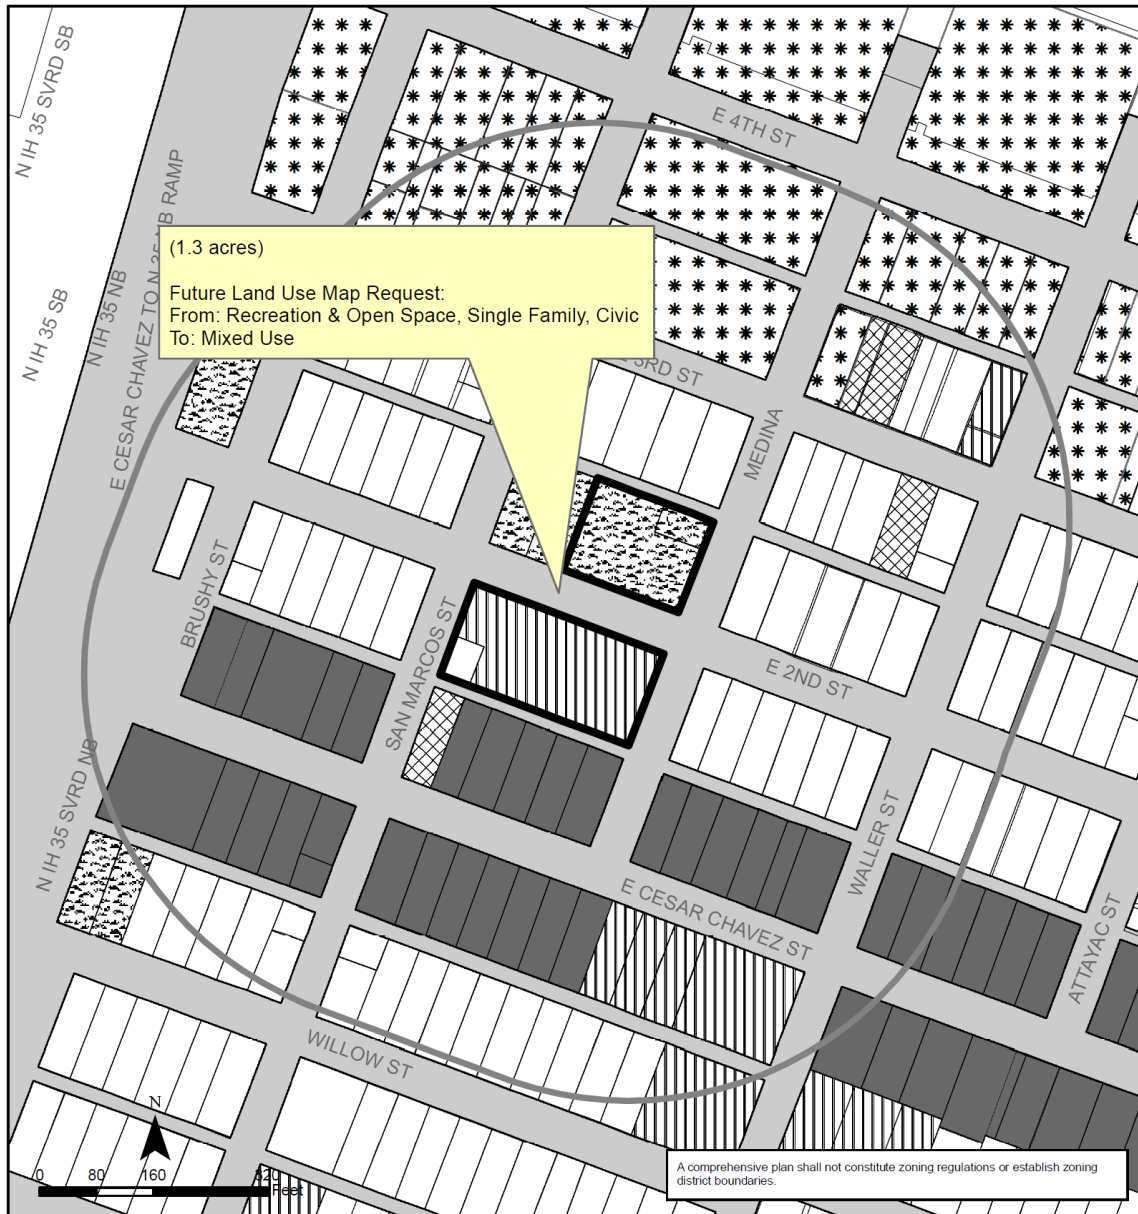 N IH 35 SVRD SB
E 4TH ST
E CESAR CHAVEZ TO N 35 NB RAMP
(1.3 acres)
Future Land Use Map Request:
From: Recreation & Open Space, Single Family, Civic
To: Mixed Use
N IH 35 NB
N IH 35 SB
3RD ST
MEDINA
BRUSHY ST
SAN MARCOS ST
E 2ND ST
N IH 35 SVRD NB
WALLER ST
E CESAR CHAVEZ ST
ATTAYAC ST
WILLOW ST
N
0 80 160 320
Feet
A comprehensive plan shall not constitute zoning regulations or establish zoning
district boundaries.